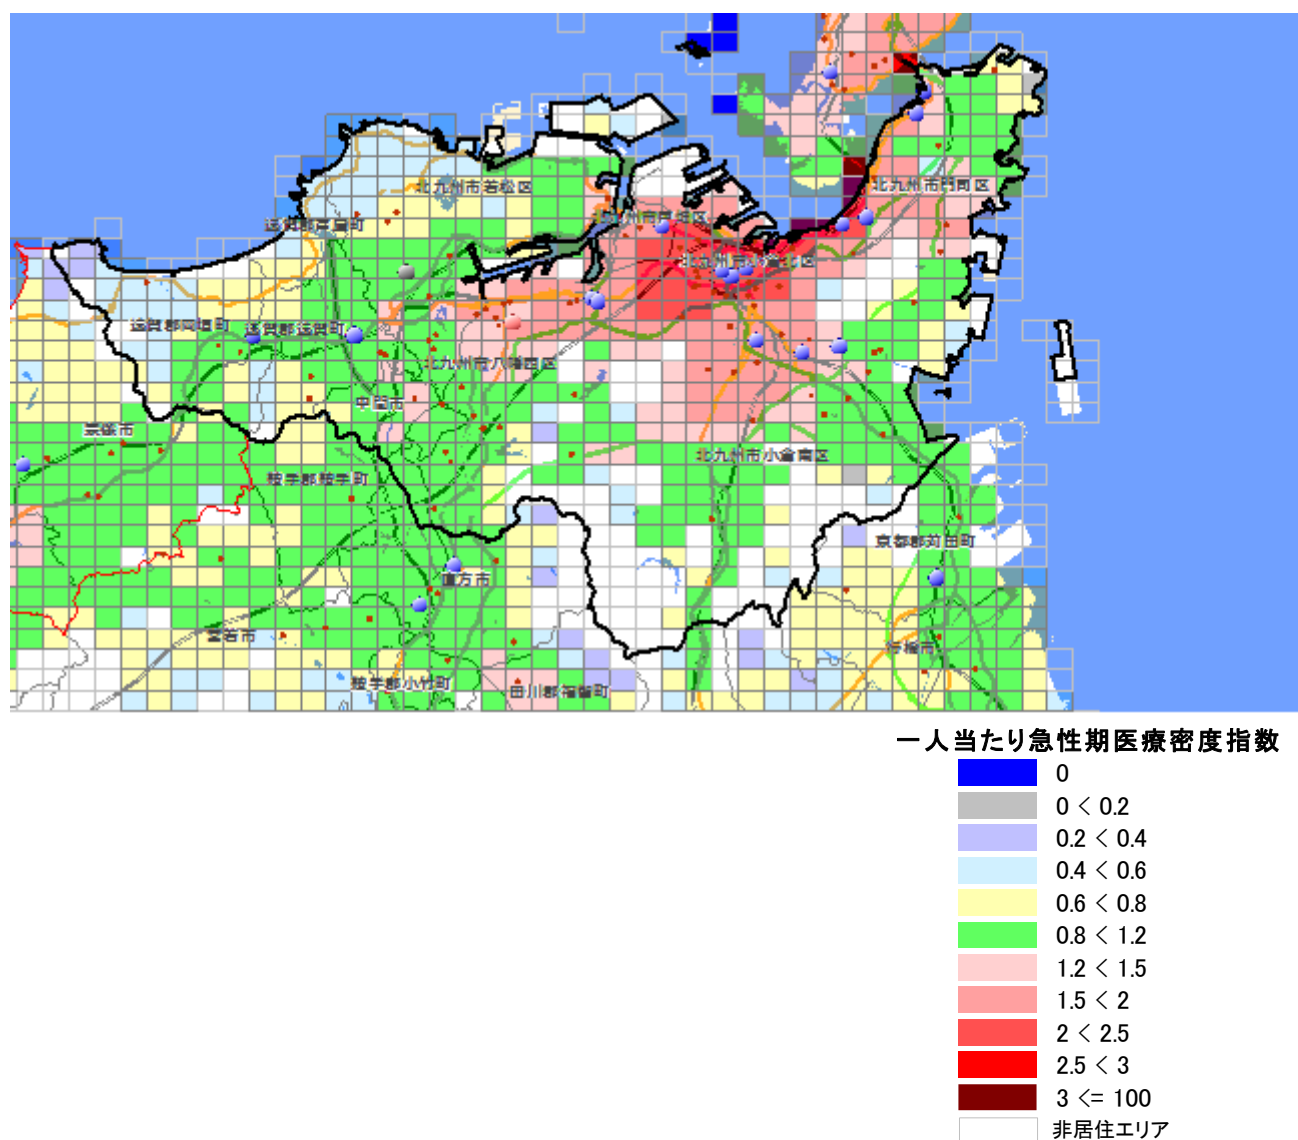 北九州市若松区
北九州市門司区
北九州市戸畑区
遠賀郡芦屋町
北九州市小倉北区
遠賀郡岡垣町
遠賀郡遠賀町
北九州市八幡西区
中間市
宗像市
北九州市小倉南区
鞍手郡鞍手町
京都郡苅田町
直方市
宮若市
行橋市
鞍手郡小竹町
田川郡福智町
一人当たり急性期医療密度指数
0
0 < 0.2
0.2 < 0.4
0.4 < 0.6
0.6 < 0.8
0.8 < 1.2
1.2 < 1.5
1.5 < 2
2 < 2.5
2.5 < 3
3 <= 100
非居住エリア